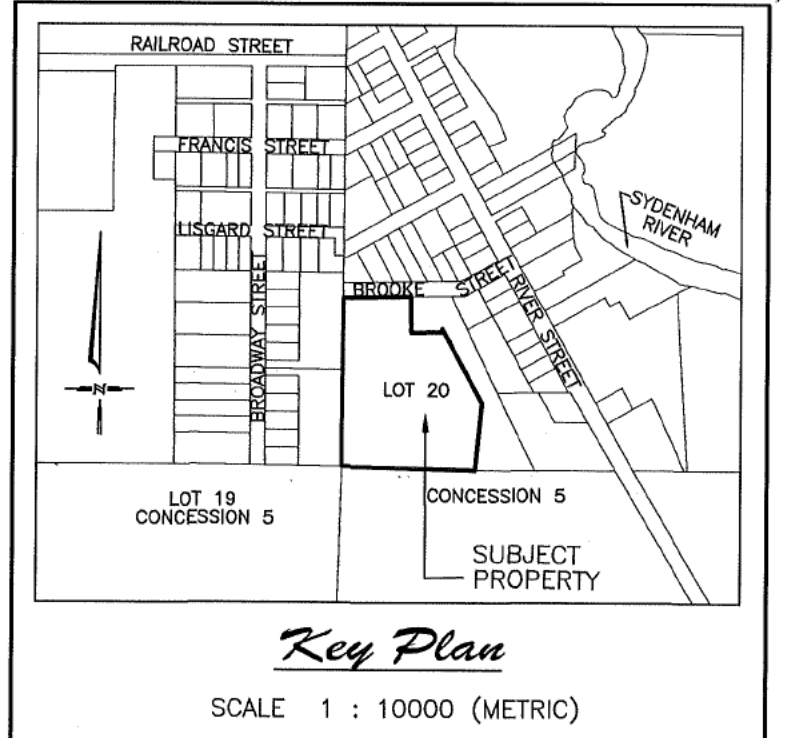 RAILROAD STREET
FRANCIS STREET
LISGARD STREET
BROADWAY STREET
BROOKE STREET
RIVER STREET
SYDENHAM
RIVER
N
LOT 20
LOT 19
CONCESSION 5
CONCESSION 5
SUBJECT
PROPERTY
Key Plan
SCALE 1 : 10000 (METRIC)